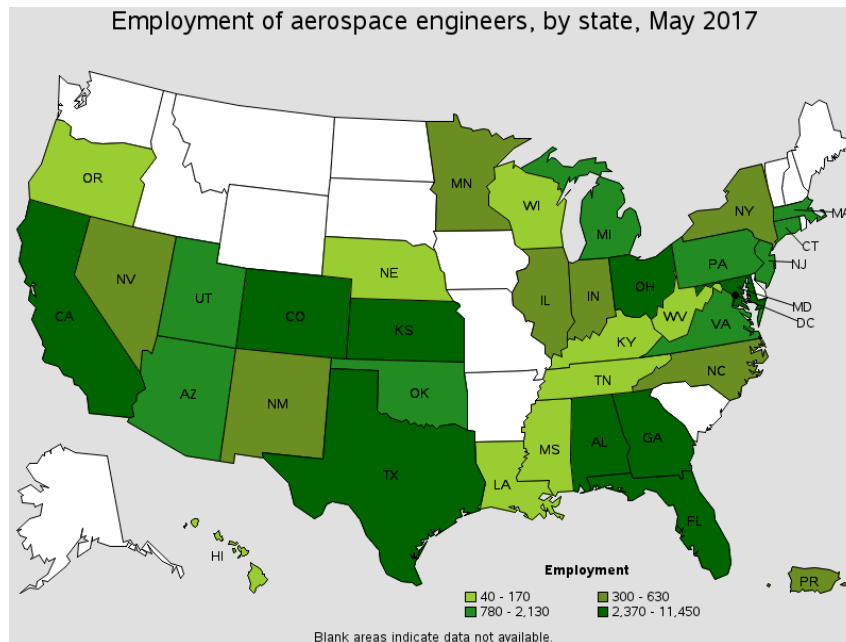 Employment of aerospace engineers, by state, May 2017
OR
MN
WI
MI
NY
MA
CT
NJ
PA
NE
NV
UT
CA
CO
KS
IL
IN
OH
WV
VA
MD
DC
KY
TN
NC
AZ
NM
OK
TX
MS
AL
GA
LA
FL
HI
PR
Employment
40 - 170
300 - 630
780 - 2,130
2,370 - 11,450
Blank areas indicate data not available.